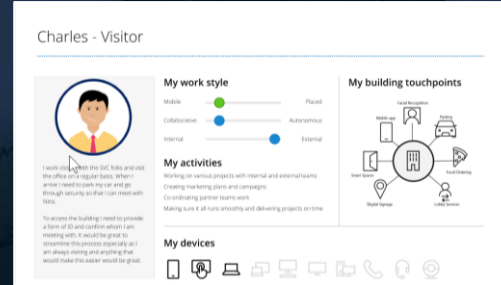 Charles - Visitor
I work closely with the SVC folks and visit
the office on a regular basis. When I
arrive I need to park my car and go
through security so that I can meet with
Nina.
To access the building I need to provide
a form of ID and confirm whom I am
meeting with. It would be great to
streamline this process especially as I
am always visiting and anything that
would make this easier would be great.
My work style
Mobile Placed
Collaborative Autonomous
Internal External
My activities
Working on various projects with internal and external teams
Creating marketing plans and campaigns
Co-ordinating partner teams work
Making sure it all runs smoothly and delivering projects on time
My devices
My building touchpoints
Facial Recognition
Mobile app
Parking
Smart Spaces
Food Ordering
Digital Signage
Lobby Services